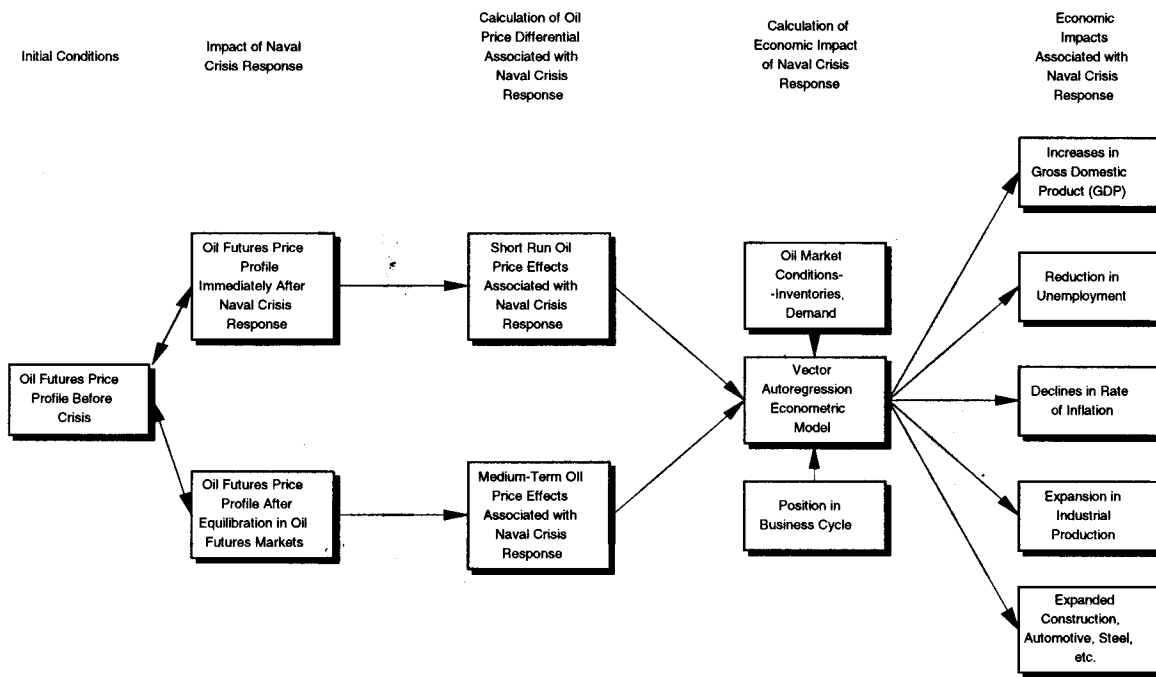 Initial Conditions
Impact of Naval
Crisis Response
Calculation of Oil
Price Differential
Associated with
Naval Crisis
Response
Calculation of
Economic Impact
of Naval Crisis
Response
Economic
Impacts
Associated with
Naval Crisis
Response
Oil Futures Price
Profile Before
Crisis
Oil Futures Price
Profile
Immediately After
Naval Crisis
Response
Oil Futures Price
Profile After
Equilibration in Oil
Futures Markets
Short Run Oil
Price Effects
Associated with
Naval Crisis
Response
Medium-Term Oil
Price Effects
Associated with
Naval Crisis
Response
Oil Market
Conditions-
-Inventories,
Demand
Vector
Autoregression
Econometric
Model
Position in
Business Cycle
Increases in
Gross Domestic
Product (GDP)
Reduction in
Unemployment
Declines in Rate
of Inflation
Expansion in
Industrial
Production
Expanded
Construction,
Automotive, Steel,
etc.